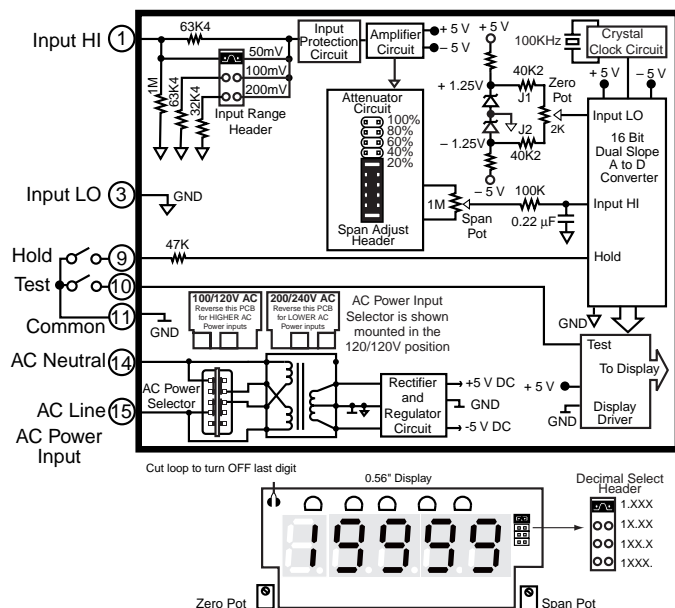 Input HI 1
63K4
50mV
100mV
200mV
1M
63K4
32K4
Input Range
Header
Input
Protection
Circuit
Amplifier
Circuit
+ 5 V
– 5 V
+ 5 V
+ 1.25V
– 1.25V
– 5 V
40K2
J1
J2
40K2
Zero
Pot
2K
100KHz
Crystal
Clock Circuit
+ 5 V
– 5 V
Input LO
16 Bit
Dual Slope
A to D
Converter
Input HI
Hold
Attenuator
Circuit
100%
80%
60%
40%
20%
Span Adjust
Header
1M
Span
Pot
100K
0.22 µF
Input LO 3
GND
Hold 9
47K
Test 10
Common 11
GND
100/120V AC
Reverse this PCB
for HIGHER AC
Power inputs
200/240V AC
Reverse this PCB
for LOWER AC
Power inputs
AC Power Input
Selector is shown
mounted in the
120/120V position
GND
Test
To Display
+ 5 V
GND
Display
Driver
AC Neutral 14
AC Line 15
AC Power
Input
AC Power
Selector
Rectifier
and
Regulator
Circuit
+5 V DC
GND
-5 V DC
Cut loop to turn OFF last digit
0.56" Display
Decimal Select
Header
1.XXX
1X.XX
1XX.X
1XXX.
19999
Zero Pot
Span Pot